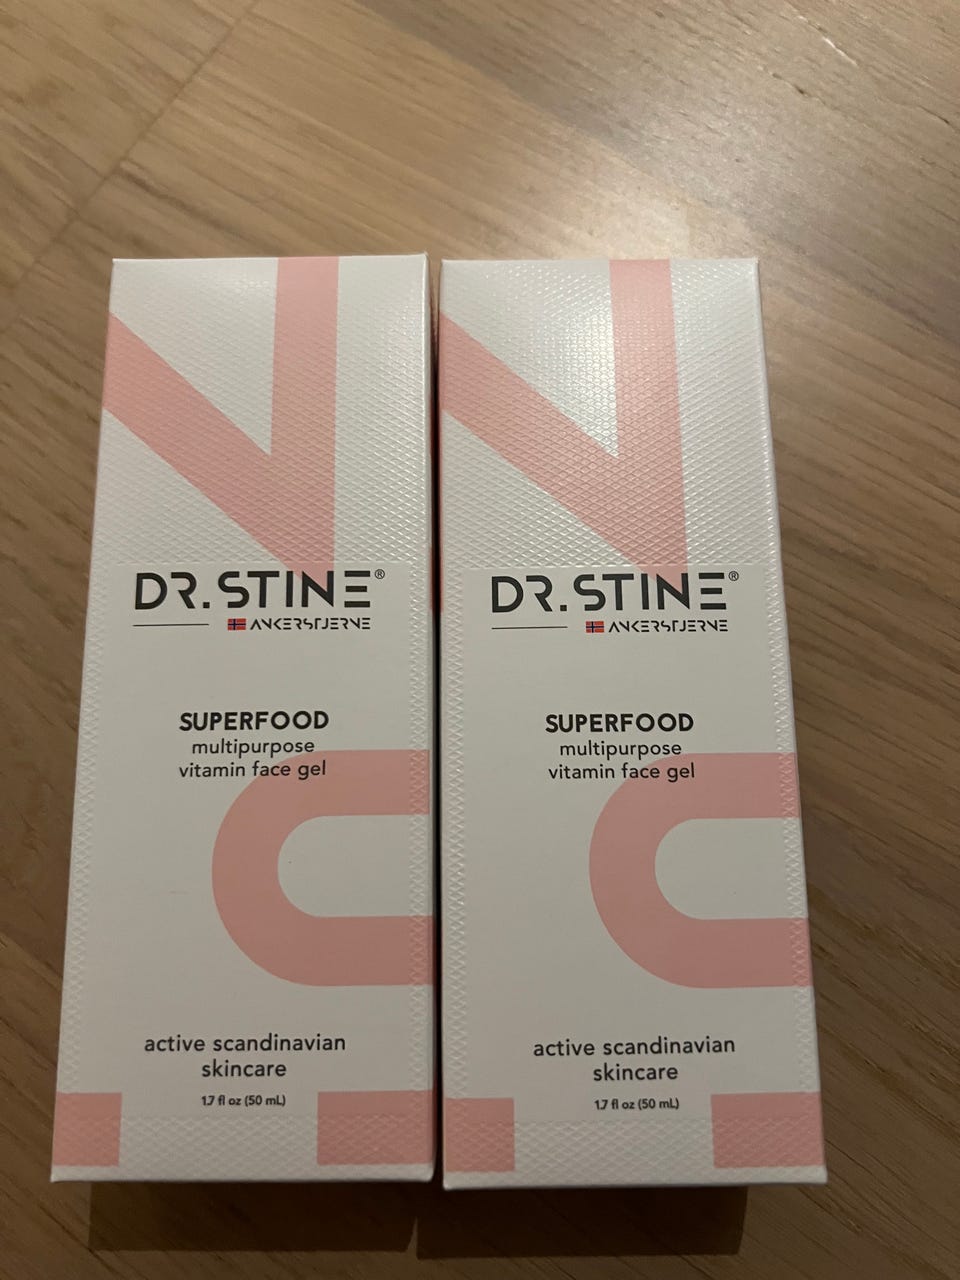 DR.STINE®
ANKERSTJERNE
SUPERFOOD
multipurpose
vitamin face gel
active scandinavian
skincare
1.7 fl oz (50 mL)
DR.STINE®
ANKERSTJERNE
SUPERFOOD
multipurpose
vitamin face gel
active scandinavian
skincare
1.7 fl oz (50 mL)